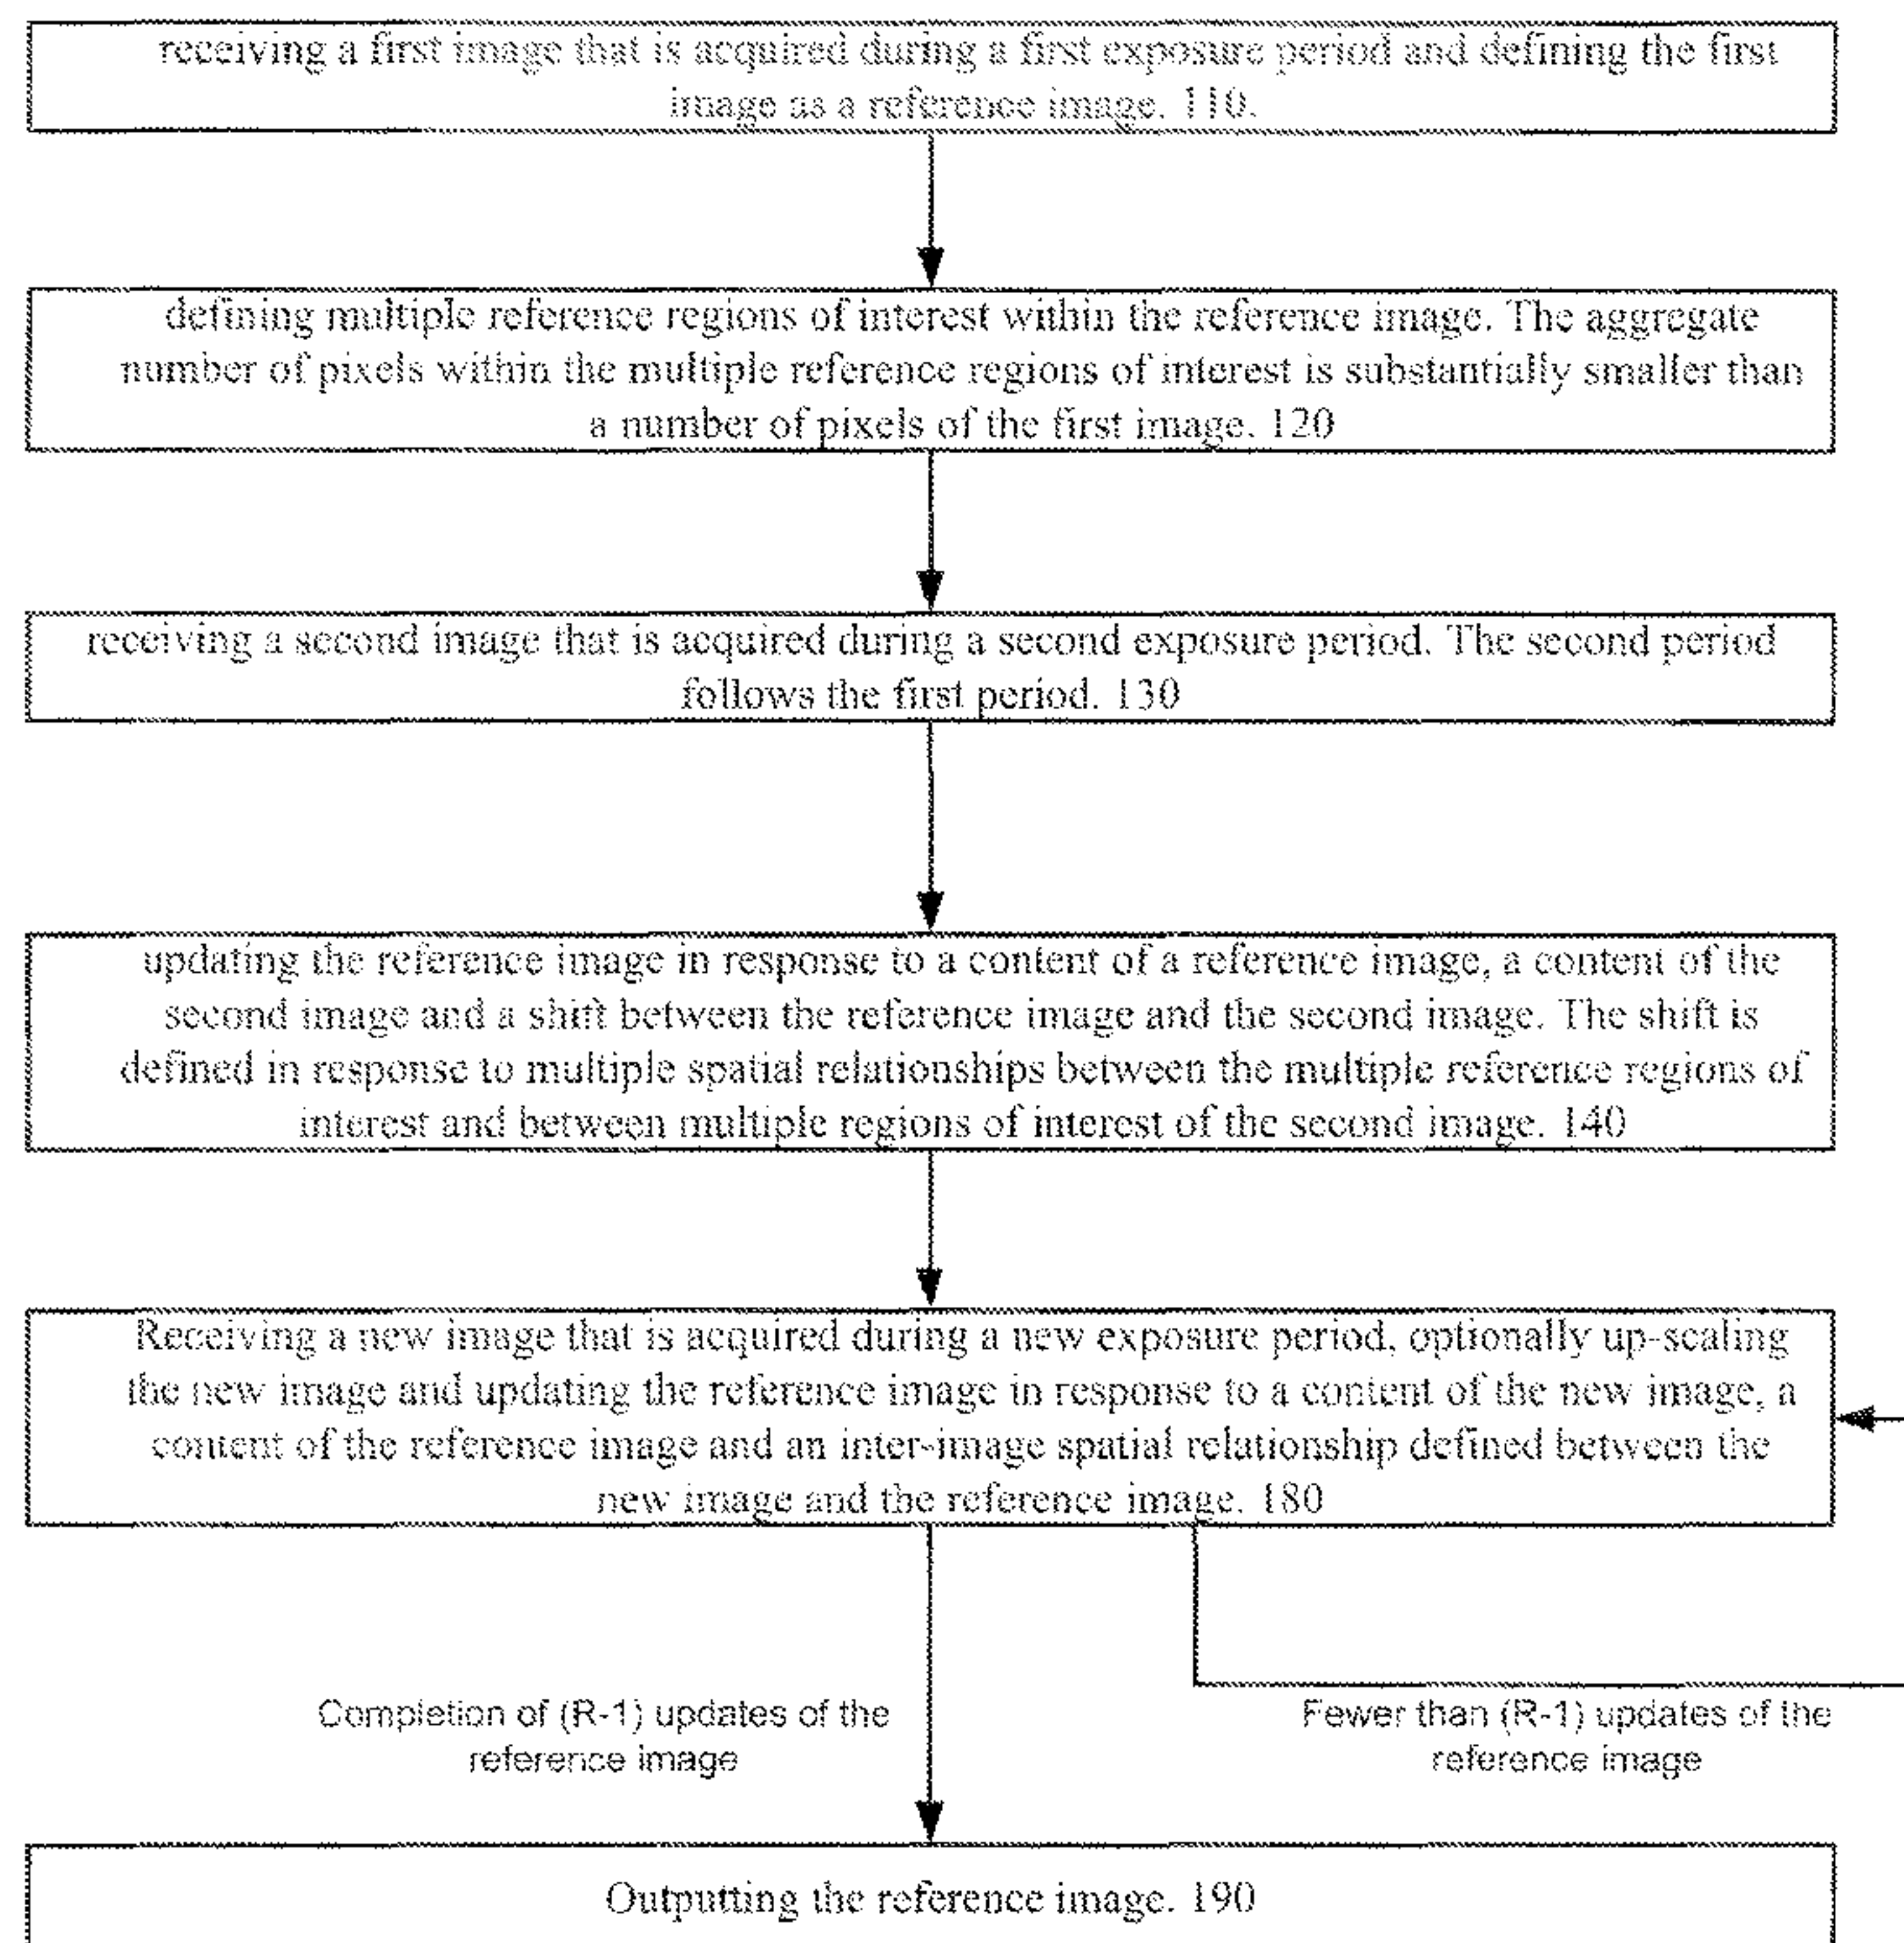 receiving a first image that is acquired during a first exposure period and defining the first
image as a reference image. 110.
defining multiple reference regions of interest within the reference image. The aggregate
number of pixels within the multiple reference regions of interest is substantially smaller than
a number of pixels of the first image. 120
receiving a second image that is acquired during a second exposure period. The second period
follows the first period. 130
updating the reference image in response to a content of a reference image, a content of the
second image and a shift between the reference image and the second image. The shift is
defined in response to multiple spatial relationships between the multiple reference regions of
interest and between multiple regions of interest of the second image. 140
Receiving a new image that is acquired during a new exposure period, optionally up-scaling
the new image and updating the reference image in response to a content of the new image, a
content of the reference image and an inter-image spatial relationship defined between the
new image and the reference image. 180
Completion of (R-1) updates of the
reference image
Fewer than (R-1) updates of the
reference image
Outputting the reference image. 190